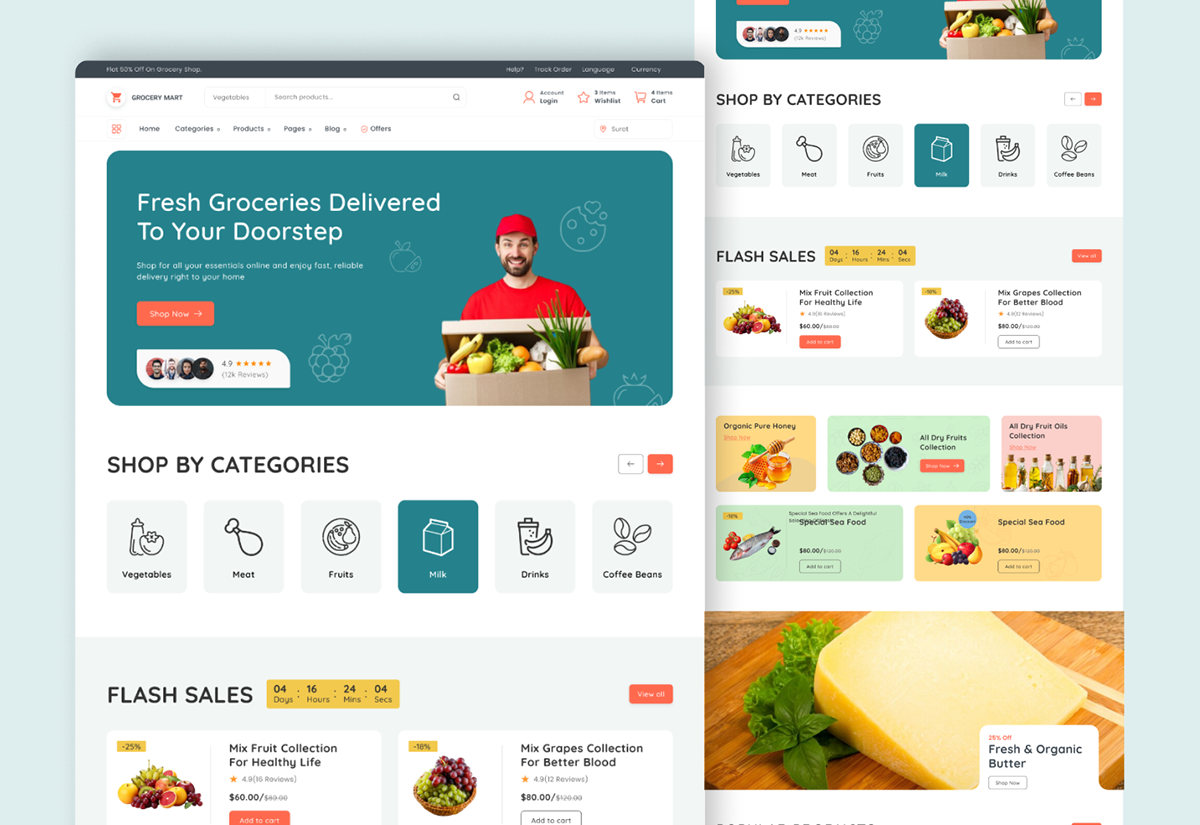 Flat 50% Off On Grocery Shop.
Help? Track Order Language Currency
GROCERY MART
Vegetables
Search products...
Account
Login
3 Items
Wishlist
4 Items
Cart
Home Categories Products Pages Blog Offers
Surat
Fresh Groceries Delivered
To Your Doorstep
Shop for all your essentials online and enjoy fast, reliable
delivery right to your home
Shop Now →
4.9 ★★★★★
(12k Reviews)
SHOP BY CATEGORIES
← →
Vegetables
Meat
Fruits
Milk
Drinks
Coffee Beans
FLASH SALES
04 : 16 : 24 : 04
Days Hours Mins Secs
View all
-25%
Mix Fruit Collection
For Healthy Life
★ 4.9(16 Reviews)
$60.00/$80.00
Add to cart
-18%
Mix Grapes Collection
For Better Blood
★ 4.9(12 Reviews)
$80.00/$120.00
Add to cart
4.9 ★★★★★
(12k Reviews)
SHOP BY CATEGORIES
← →
Vegetables
Meat
Fruits
Milk
Drinks
Coffee Beans
FLASH SALES
04 : 16 : 24 : 04
Days Hours Mins Secs
View all
-25%
Mix Fruit Collection
For Healthy Life
★ 4.9(16 Reviews)
$60.00/$80.00
Add to cart
-18%
Mix Grapes Collection
For Better Blood
★ 4.9(12 Reviews)
$80.00/$120.00
Add to cart
Organic Pure Honey
Shop Now
All Dry Fruits
Collection
Shop Now →
All Dry Fruit Oils
Collection
Shop Now
-18%
Special Sea Food Offers A Delightful
Special Sea Food
$80.00/$120.00
Add to cart
Special Sea Food
$80.00/$120.00
Add to cart
25% Off
Fresh & Organic
Butter
Shop Now